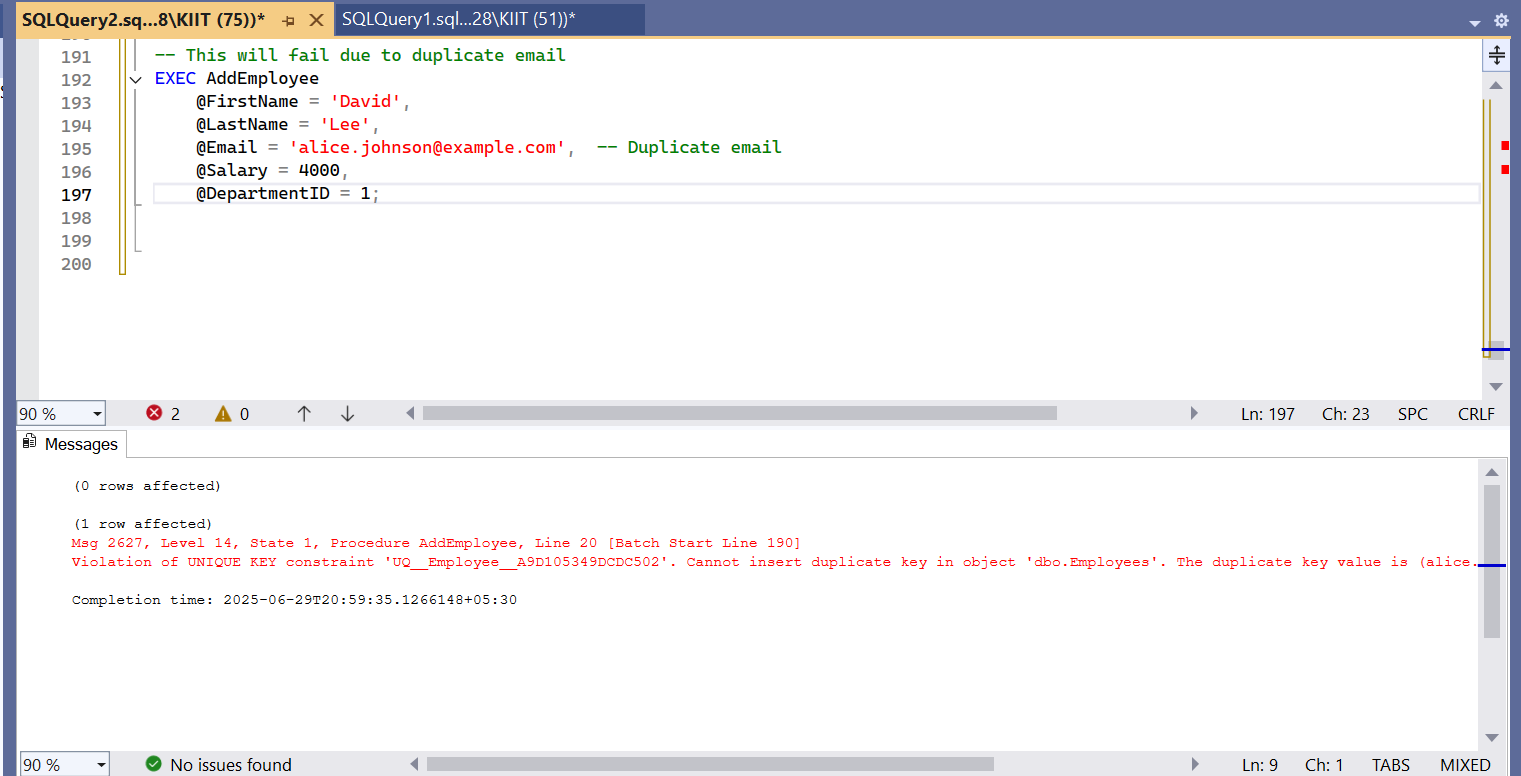 SQLQuery2.sq...8\KIIT (75))* SQLQuery1.sql...28\KIIT (51))*
191 -- This will fail due to duplicate email
192 EXEC AddEmployee
193 @FirstName = 'David',
194 @LastName = 'Lee',
195 @Email = 'alice.johnson@example.com', -- Duplicate email
196 @Salary = 4000,
197 @DepartmentID = 1;
198
199
200
90 % 2 0 Ln: 197 Ch: 23 SPC CRLF
Messages
(0 rows affected)
(1 row affected)
Msg 2627, Level 14, State 1, Procedure AddEmployee, Line 20 [Batch Start Line 190]
Violation of UNIQUE KEY constraint 'UQ__Employee__A9D105349DCDC502'. Cannot insert duplicate key in object 'dbo.Employees'. The duplicate key value is (alice.
Completion time: 2025-06-29T20:59:35.1266148+05:30
90 % No issues found Ln: 9 Ch: 1 TABS MIXED